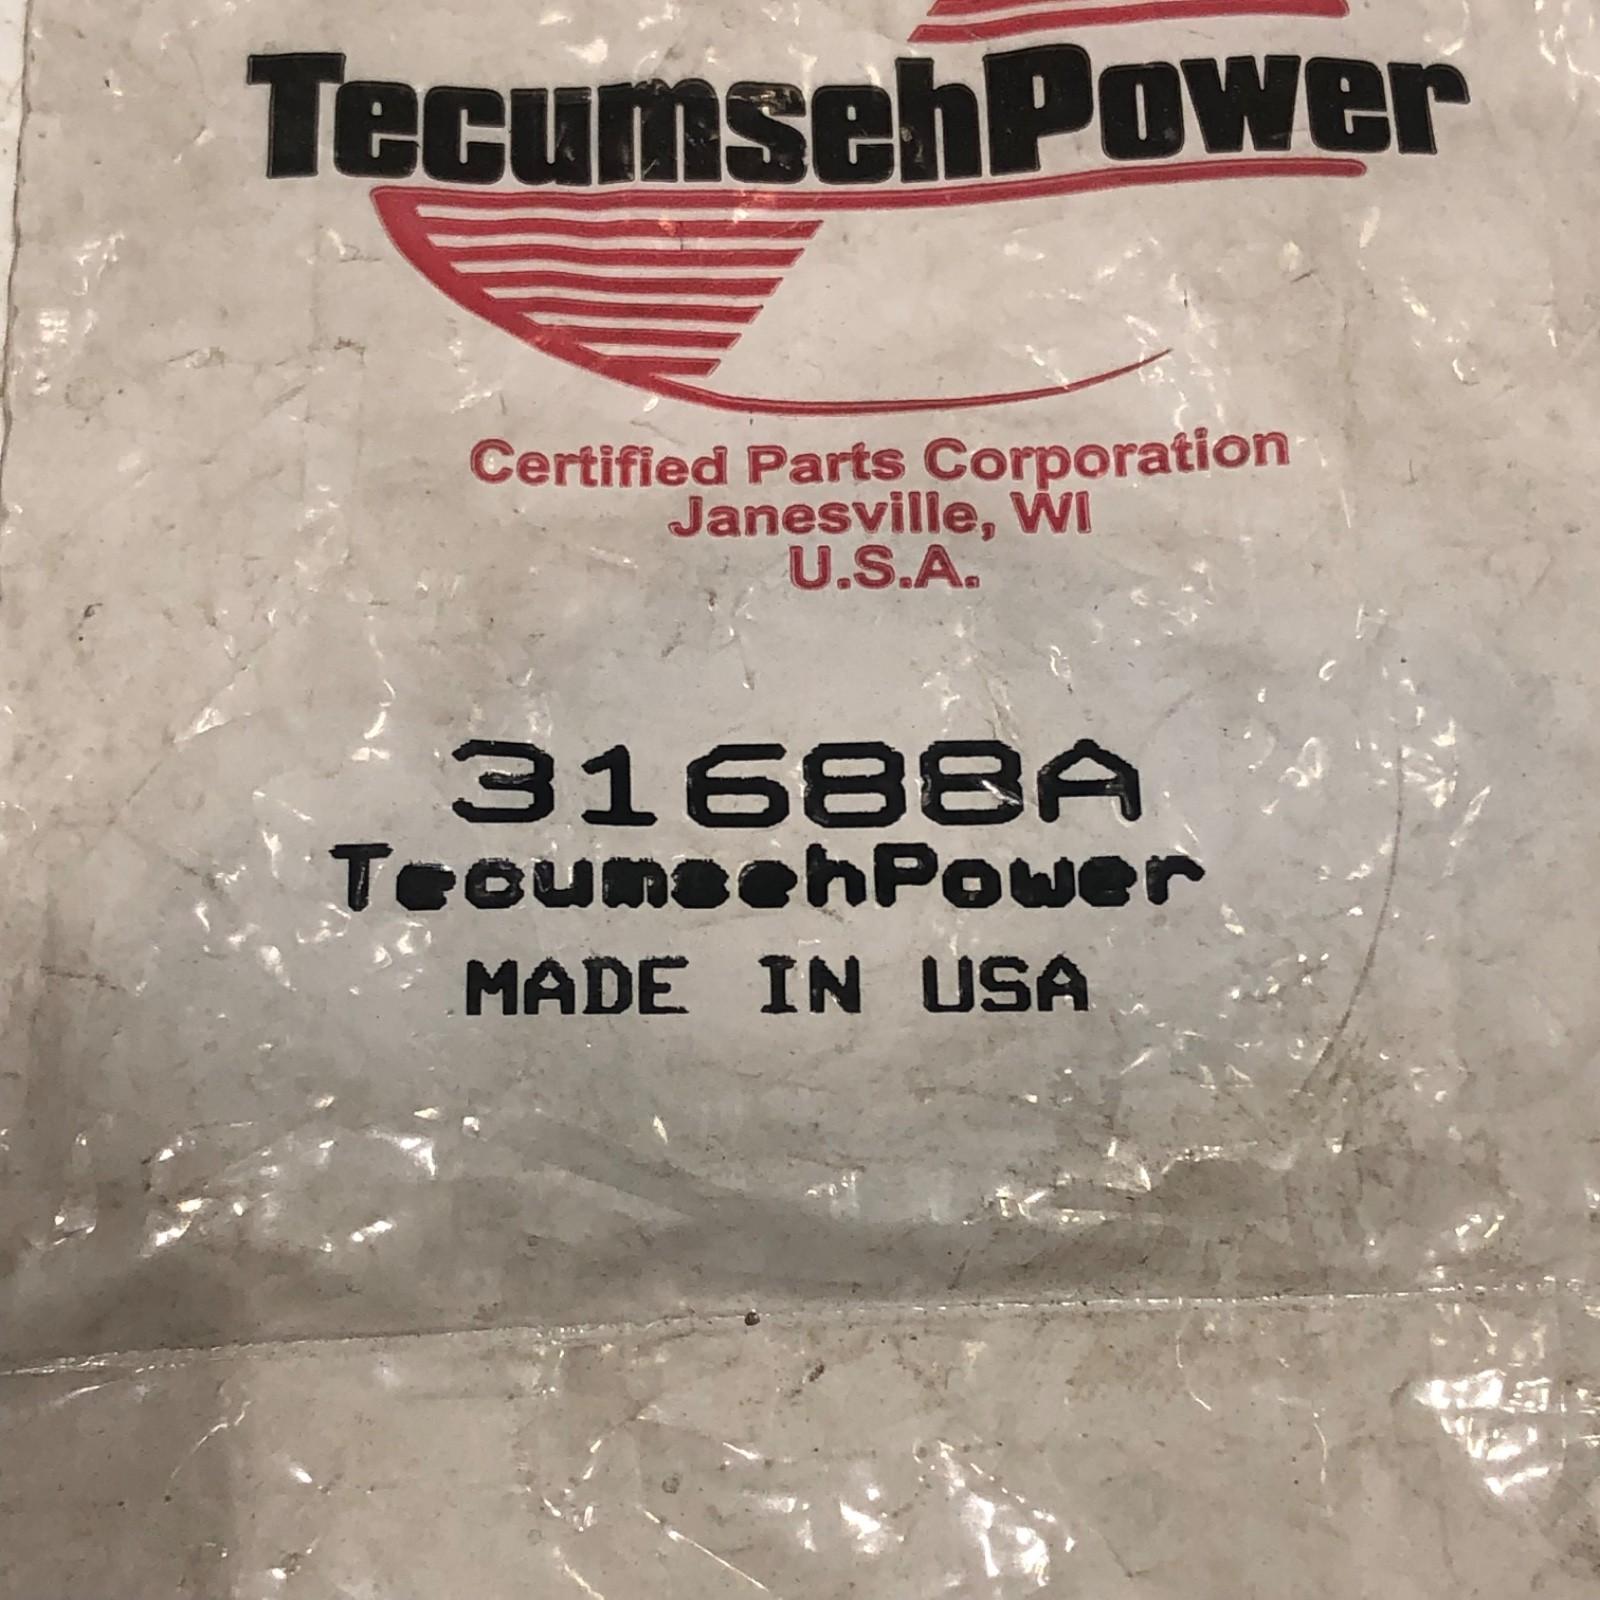 TecumsehPower
Certified Parts Corporation
Janesville, WI
U.S.A.
31688A
TecumsehPower
MADE IN USA